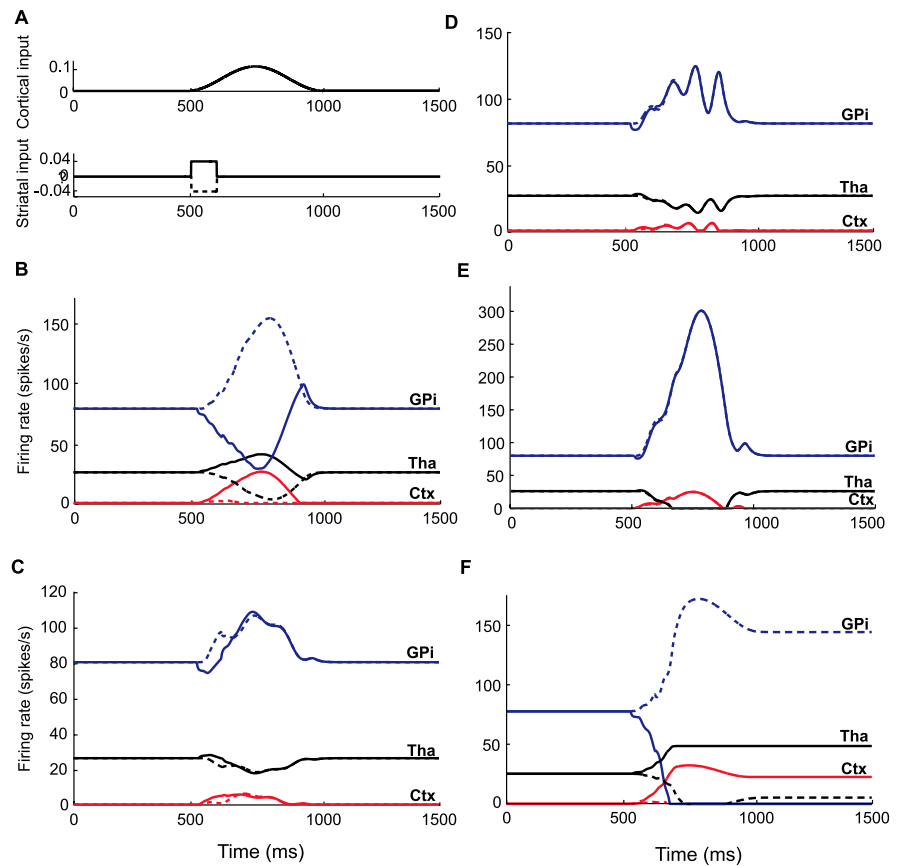 A
Cortical input
0.1
0
0 500 1000 1500
Striatal input
0.04
0
-0.04
0 500 1000 1500
B
Firing rate (spikes/s)
150
100
50
0
GPi
Tha
Ctx
0 500 1000 1500
C
Firing rate (spikes/s)
120
100
80
60
40
20
0
GPi
Tha
Ctx
0 500 1000 1500
Time (ms)
D
150
100
50
0
GPi
Tha
Ctx
0 500 1000 1500
E
300
250
200
150
100
50
0
GPi
Tha
Ctx
0 500 1000 1500
F
150
100
50
0
GPi
Tha
Ctx
0 500 1000 1500
Time (ms)